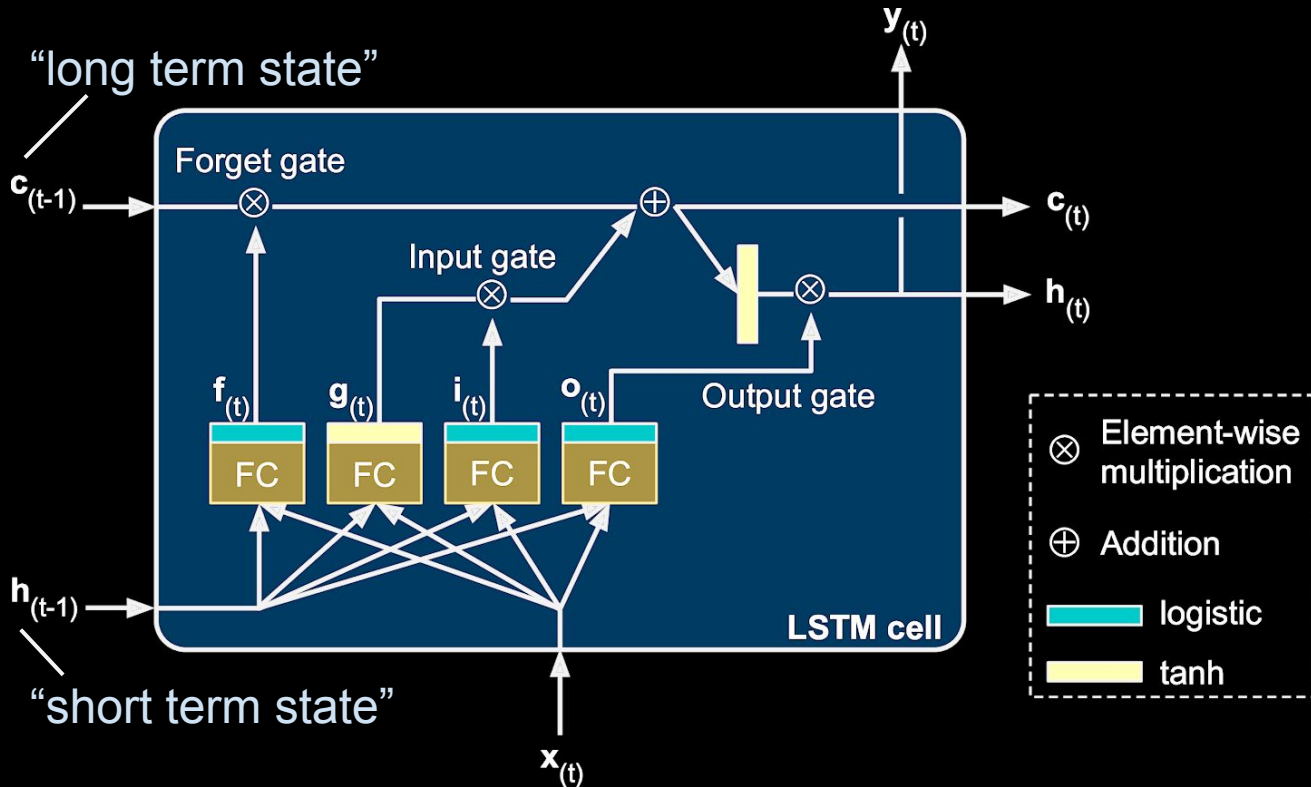 y(t)
“long term state”
Forget gate
c(t-1)
c(t)
Input gate
h(t)
f(t)
g(t)
i(t)
o(t)
Output gate
FC
FC
FC
FC
⊗ Element-wise
multiplication
⊕ Addition
logistic
tanh
h(t-1)
LSTM cell
“short term state”
x(t)